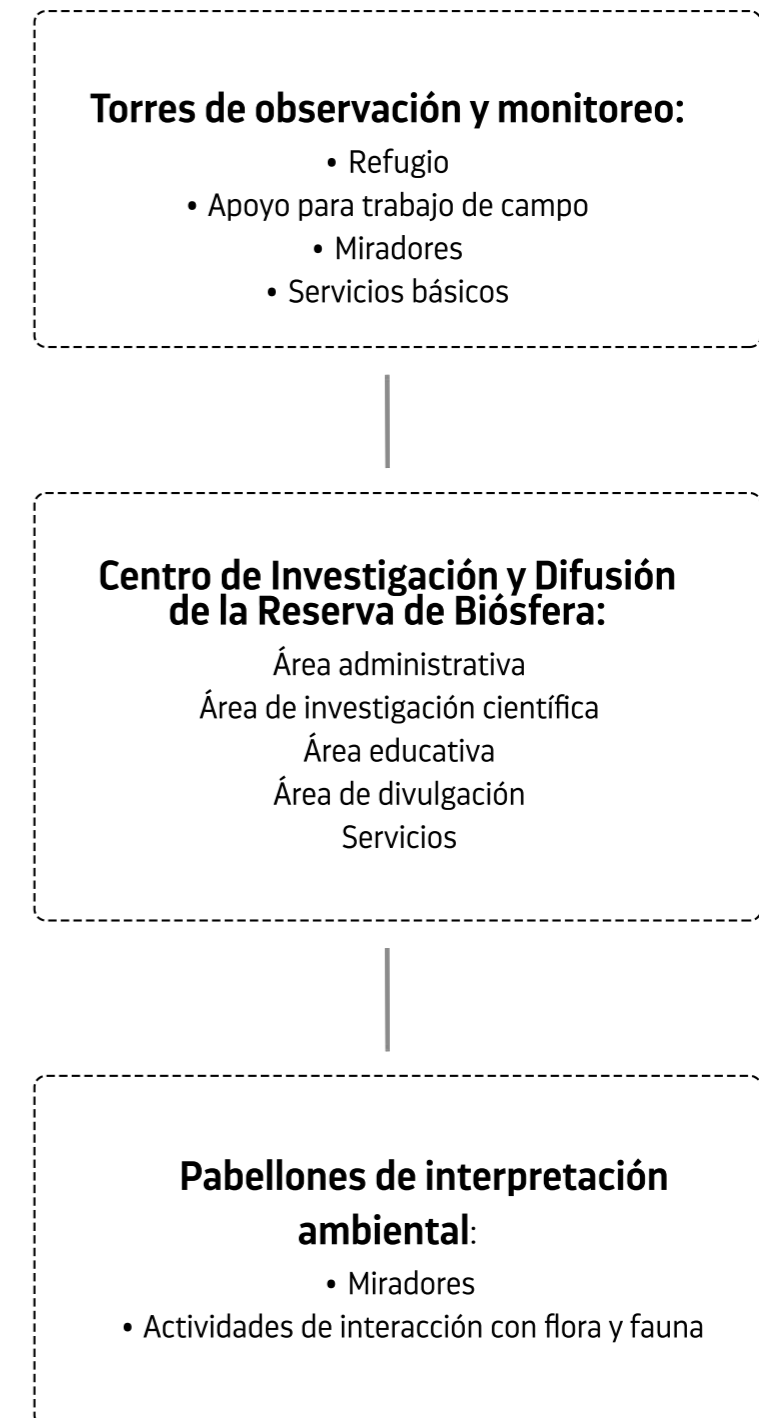 Torres de observación y monitoreo:
• Refugio
• Apoyo para trabajo de campo
• Miradores
• Servicios básicos
Centro de Investigación y Difusión
de la Reserva de Biósfera:
Área administrativa
Área de investigación científica
Área educativa
Área de divulgación
Servicios
Pabellones de interpretación
ambiental:
• Miradores
• Actividades de interacción con flora y fauna